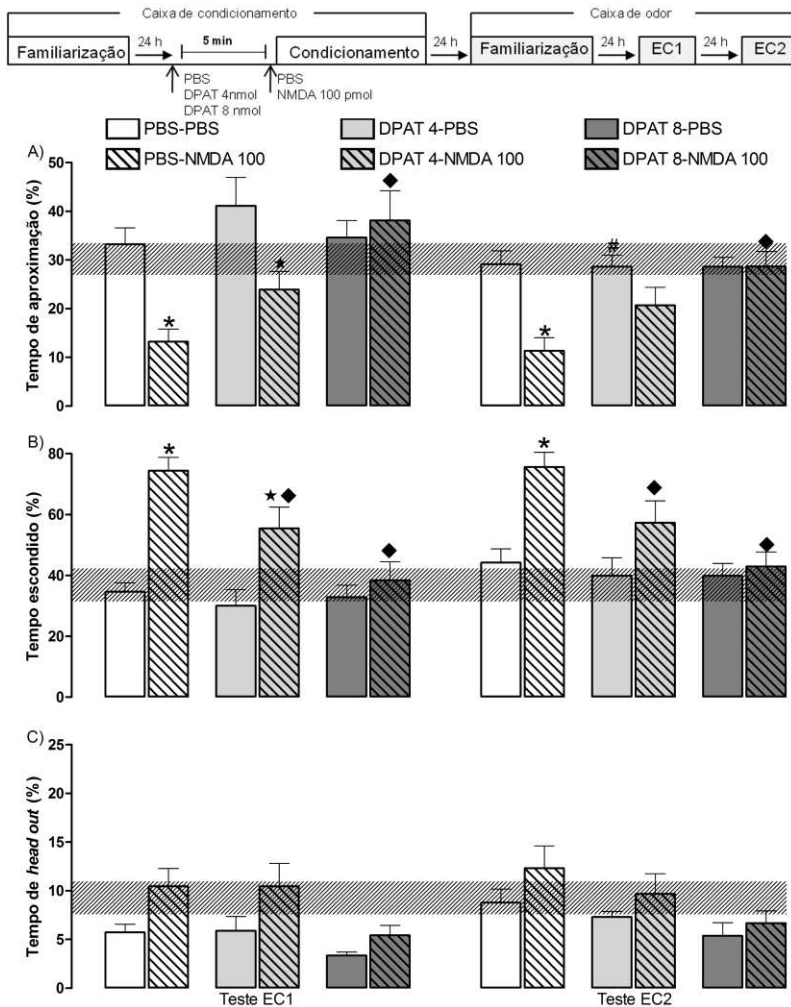 Caixa de condicionamento
Caixa de odor
Familiarização
24 h
5 min
Condicionamento
24 h
Familiarização
24 h
EC1
24 h
EC2
PBS
DPAT 4nmol
DPAT 8 nmol
PBS
NMDA 100 pmol
PBS-PBS
DPAT 4-PBS
DPAT 8-PBS
PBS-NMDA 100
DPAT 4-NMDA 100
DPAT 8-NMDA 100
A)
Tempo de aproximação (%)
50
40
30
20
10
0
*
★
◆
*
#
◆
B)
Tempo escondido (%)
80
60
40
20
0
*
★◆
◆
*
◆
◆
C)
Tempo de head out (%)
25
20
15
10
5
0
Teste EC1
Teste EC2